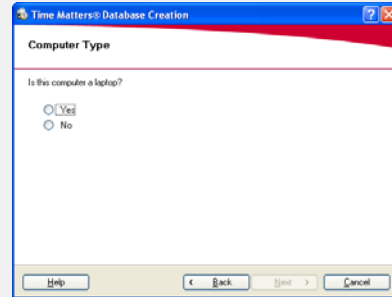 Time Matters® Database Creation
Computer Type
Is this computer a laptop?
Yes
No
Help
< Back
Next >
Cancel